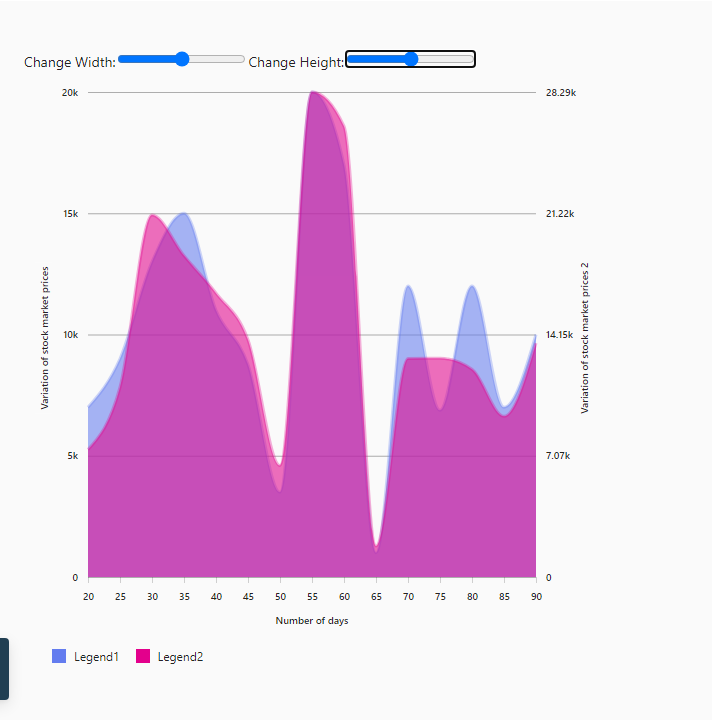 Change Width: Change Height:
20k 28.29k
15k 21.22k
10k 14.15k
5k 7.07k
0 0
Variation of stock market prices
Variation of stock market prices 2
20 25 30 35 40 45 50 55 60 65 70 75 80 85 90
Number of days
Legend1 Legend2